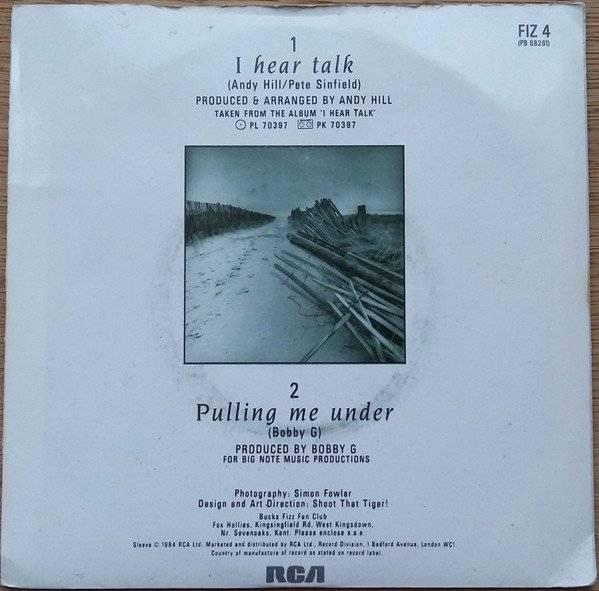 FIZ 4
(PB 68261)
1
I hear talk
(Andy Hill/Pete Sinfield)
PRODUCED & ARRANGED BY ANDY HILL
TAKEN FROM THE ALBUM 'I HEAR TALK'
PL 70397 PK 70397
2
Pulling me under
(Bobby G)
PRODUCED BY BOBBY G
FOR BIG NOTE MUSIC PRODUCTIONS
Photography: Simon Fowler
Design and Art Direction: Shoot That Tiger!
Bucks Fizz Fan Club
Fox Hollies, Kingsingfield Rd. West Kingsdown,
Nr. Sevenoaks, Kent. Please enclose s.a.e.
Sleeve © 1984 RCA Ltd. Marketed and distributed by RCA Ltd., Record Division, 1 Bedford Avenue, London WC1.
Country of manufacture of record as stated on record label.
RCA